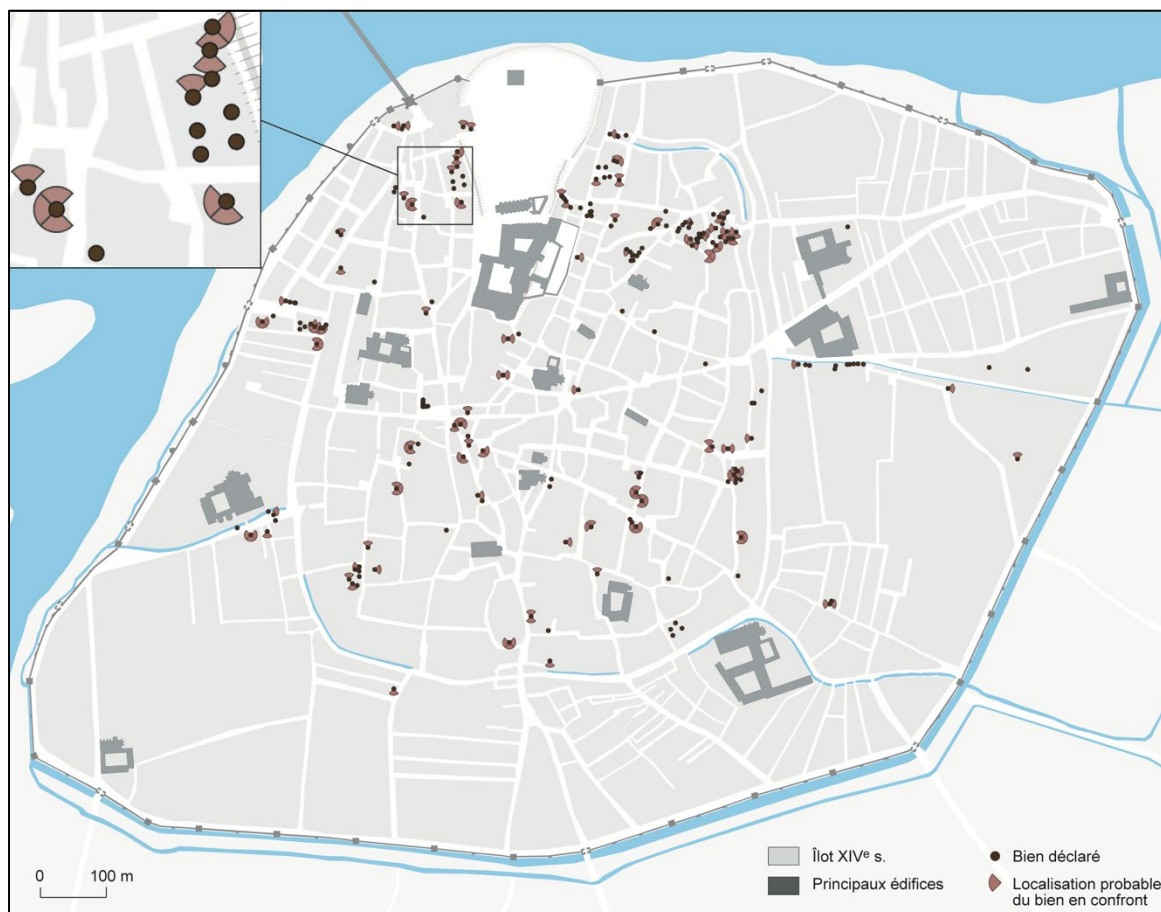 Îlot XIVe s.
Principaux édifices
Bien déclaré
Localisation probable
du bien en confront
0 100 m